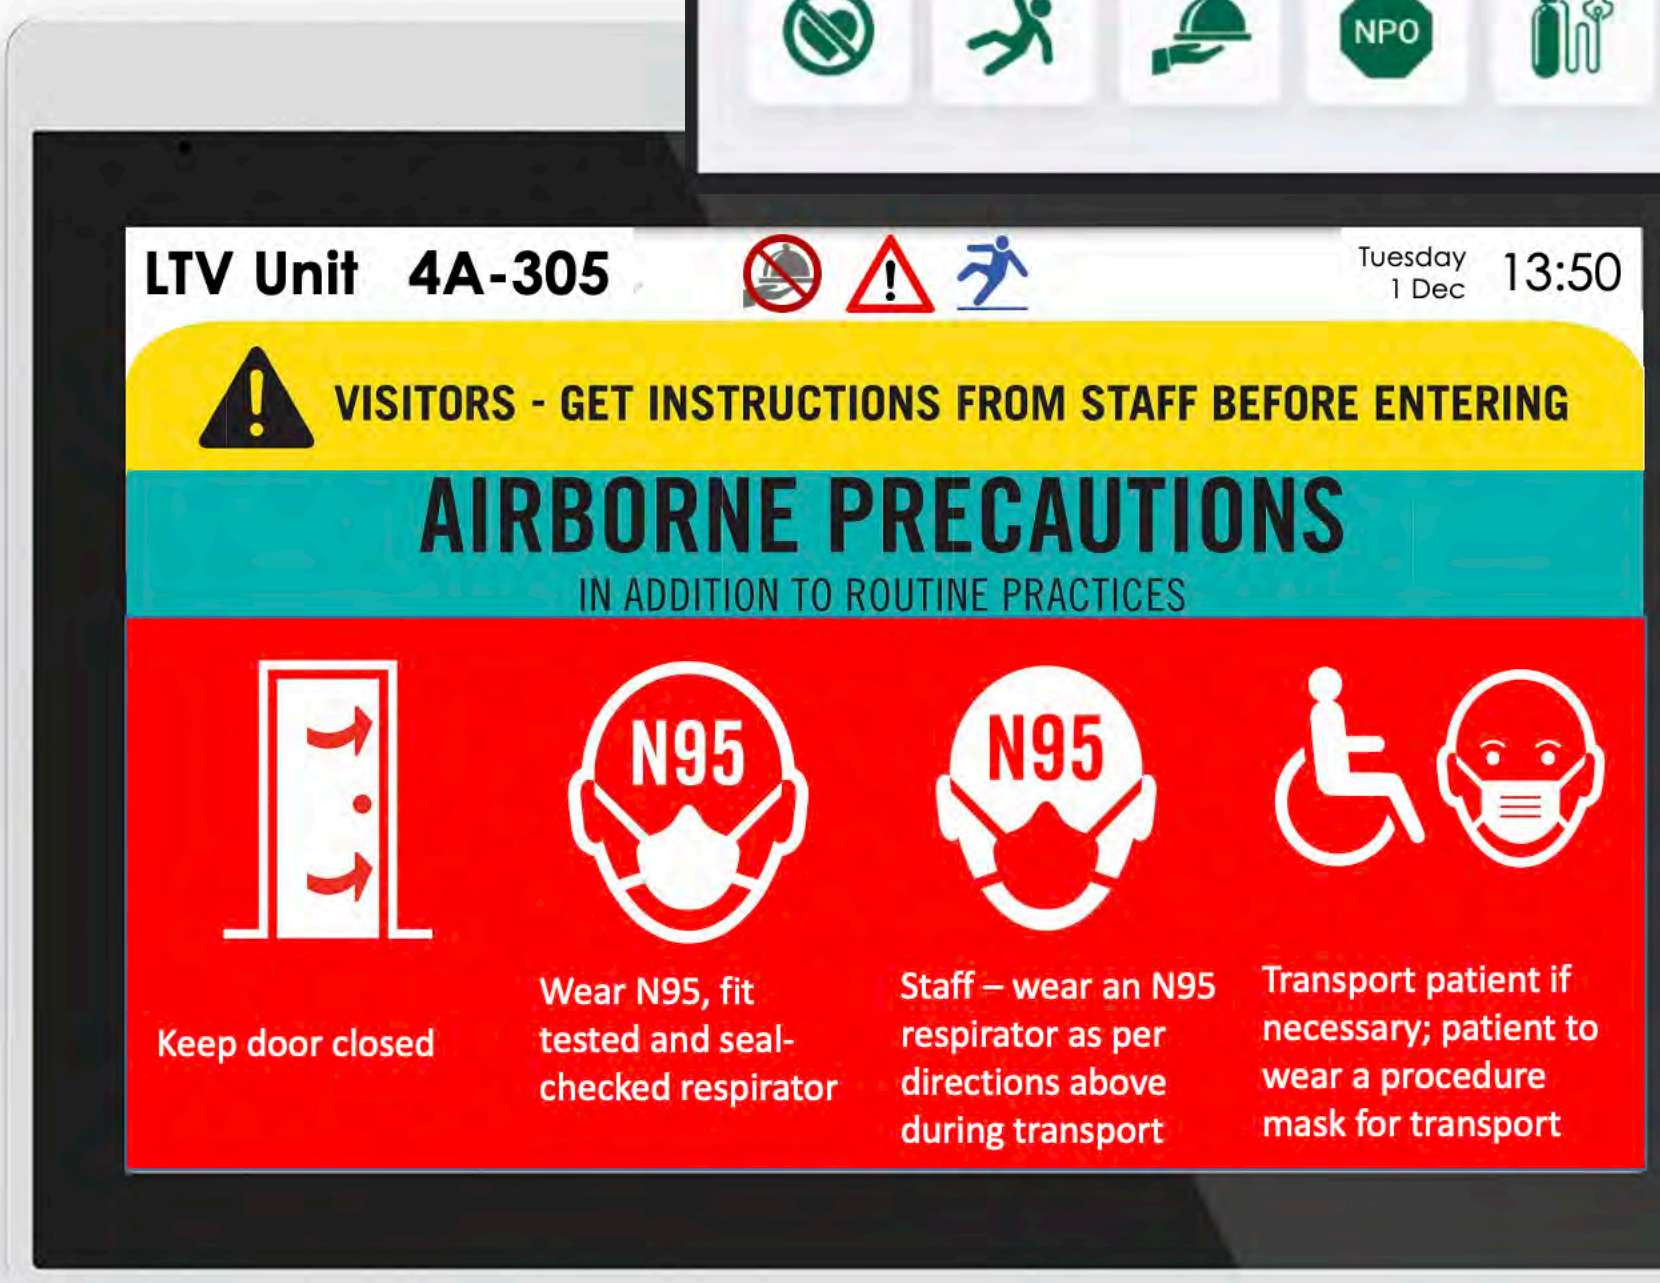 NPO
LTV Unit 4A-305
Tuesday
1 Dec
13:50
VISITORS - GET INSTRUCTIONS FROM STAFF BEFORE ENTERING
AIRBORNE PRECAUTIONS
IN ADDITION TO ROUTINE PRACTICES
N95
N95
Keep door closed
Wear N95, fit
tested and seal-
checked respirator
Staff – wear an N95
respirator as per
directions above
during transport
Transport patient if
necessary; patient to
wear a procedure
mask for transport